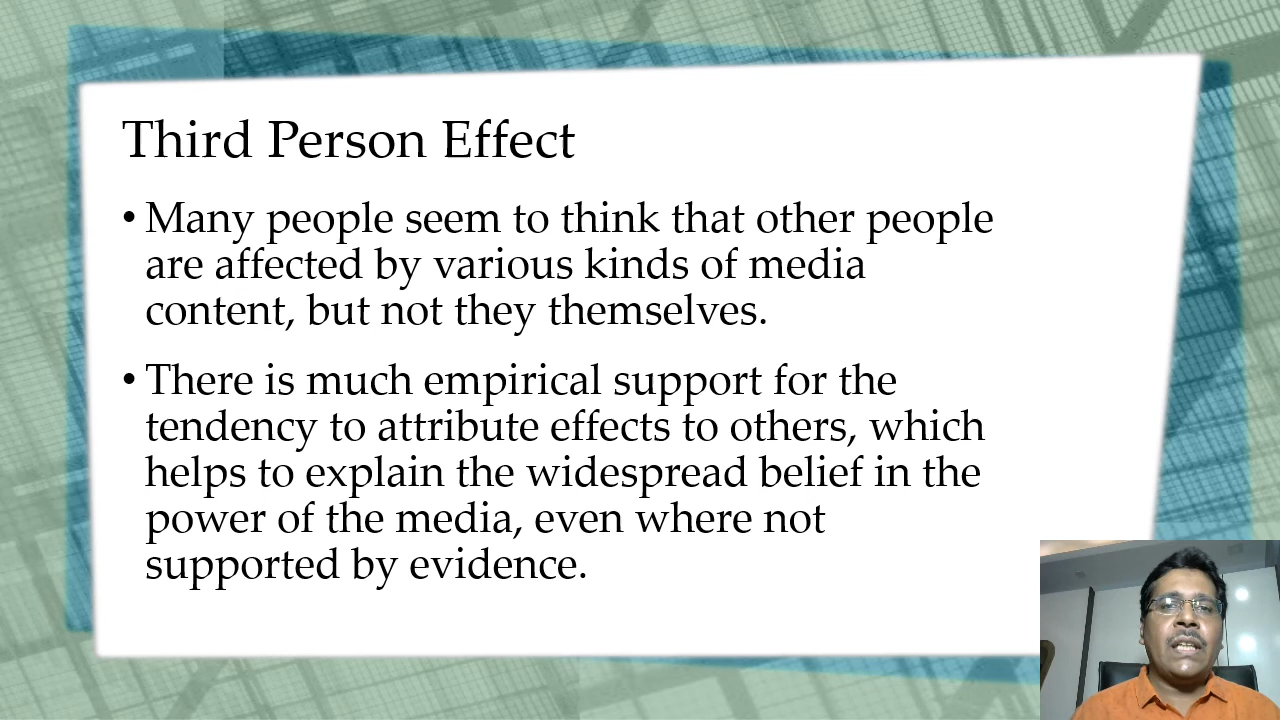 Third Person Effect
• Many people seem to think that other people
are affected by various kinds of media
content, but not they themselves.
• There is much empirical support for the
tendency to attribute effects to others, which
helps to explain the widespread belief in the
power of the media, even where not
supported by evidence.